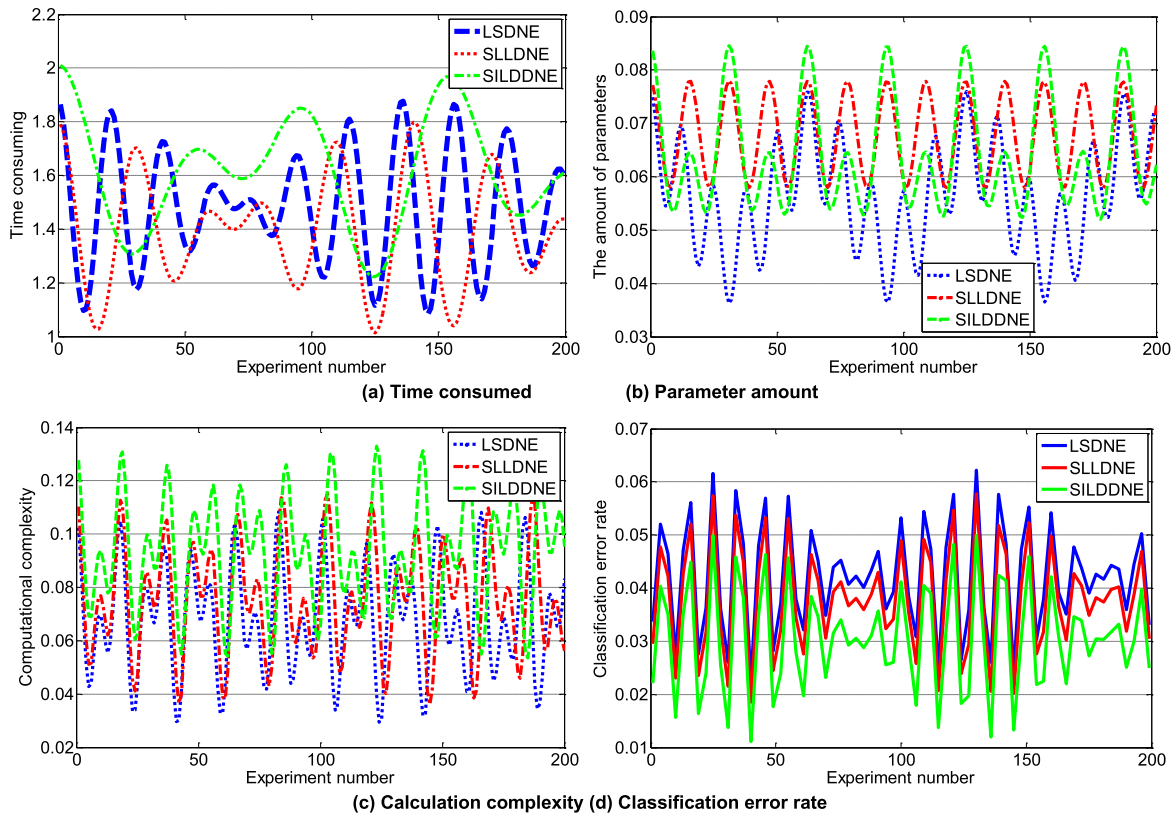 2.2
2
1.8
1.6
1.4
1.2
1
Time consuming
LSDNE
SLLDNE
SILDDNE
0
50
100
150
200
Experiment number
(a) Time consumed
0.09
0.08
0.07
0.06
0.05
0.04
0.03
The amount of parameters
LSDNE
SLLDNE
SILDDNE
0
50
100
150
200
Experiment number
(b) Parameter amount
0.14
0.12
0.1
0.08
0.06
0.04
0.02
Computational complexity
LSDNE
SLLDNE
SILDDNE
0
50
100
150
200
Experiment number
(c) Calculation complexity
0.07
0.06
0.05
0.04
0.03
0.02
0.01
Classification error rate
LSDNE
SLLDNE
SILDDNE
0
50
100
150
200
Experiment number
(d) Classification error rate